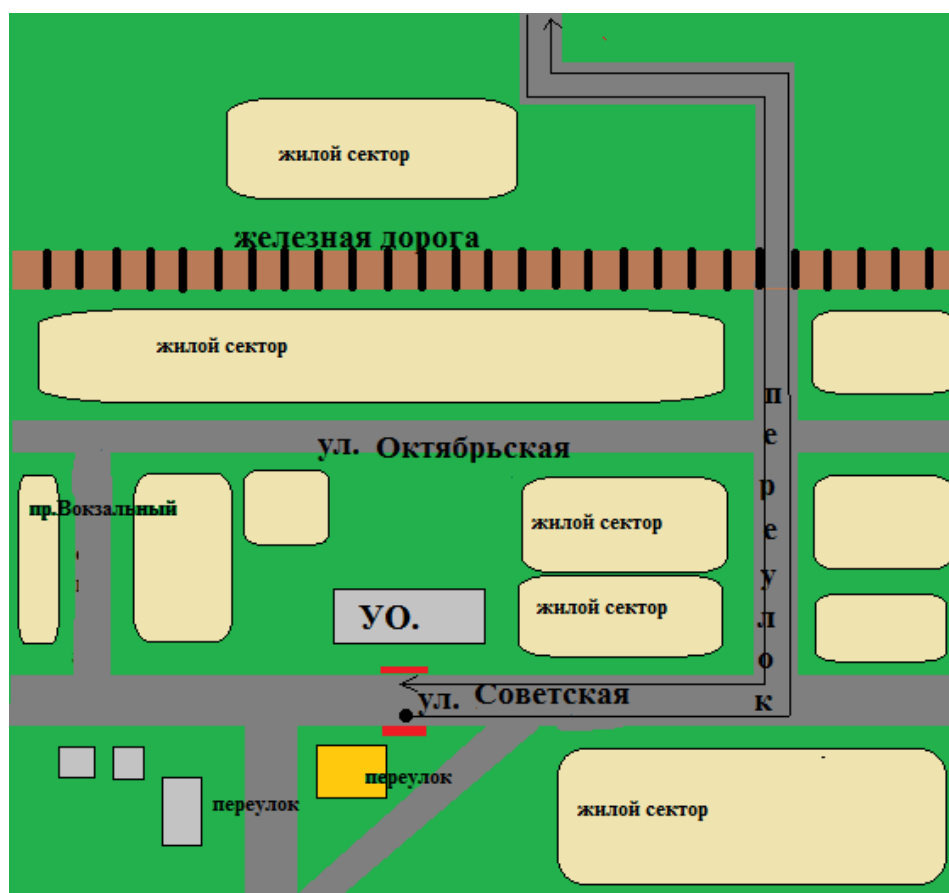 жилой сектор
железная дорога
жилой сектор
ул. Октябрьская
пр.Вокзальный
жилой сектор
жилой сектор
УО.
переулок
ул. Советская
переулок
переулок
жилой сектор